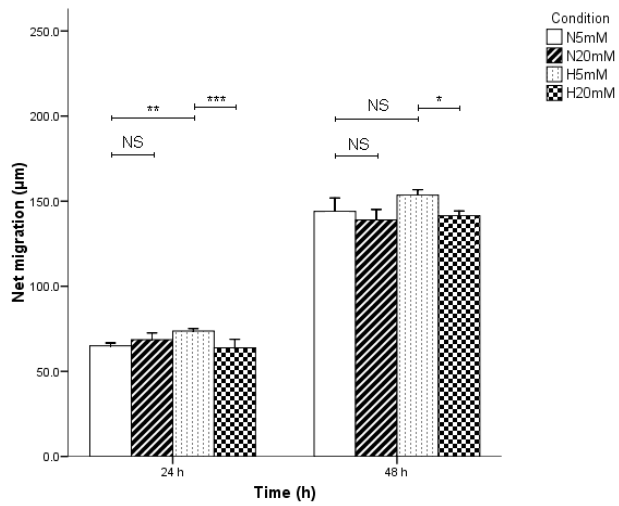 Condition
N5mM
N20mM
H5mM
H20mM
250.0
200.0
150.0
100.0
50.0
0.0
Net migration (μm)
** ***
NS
NS *
NS
24 h 48 h
Time (h)